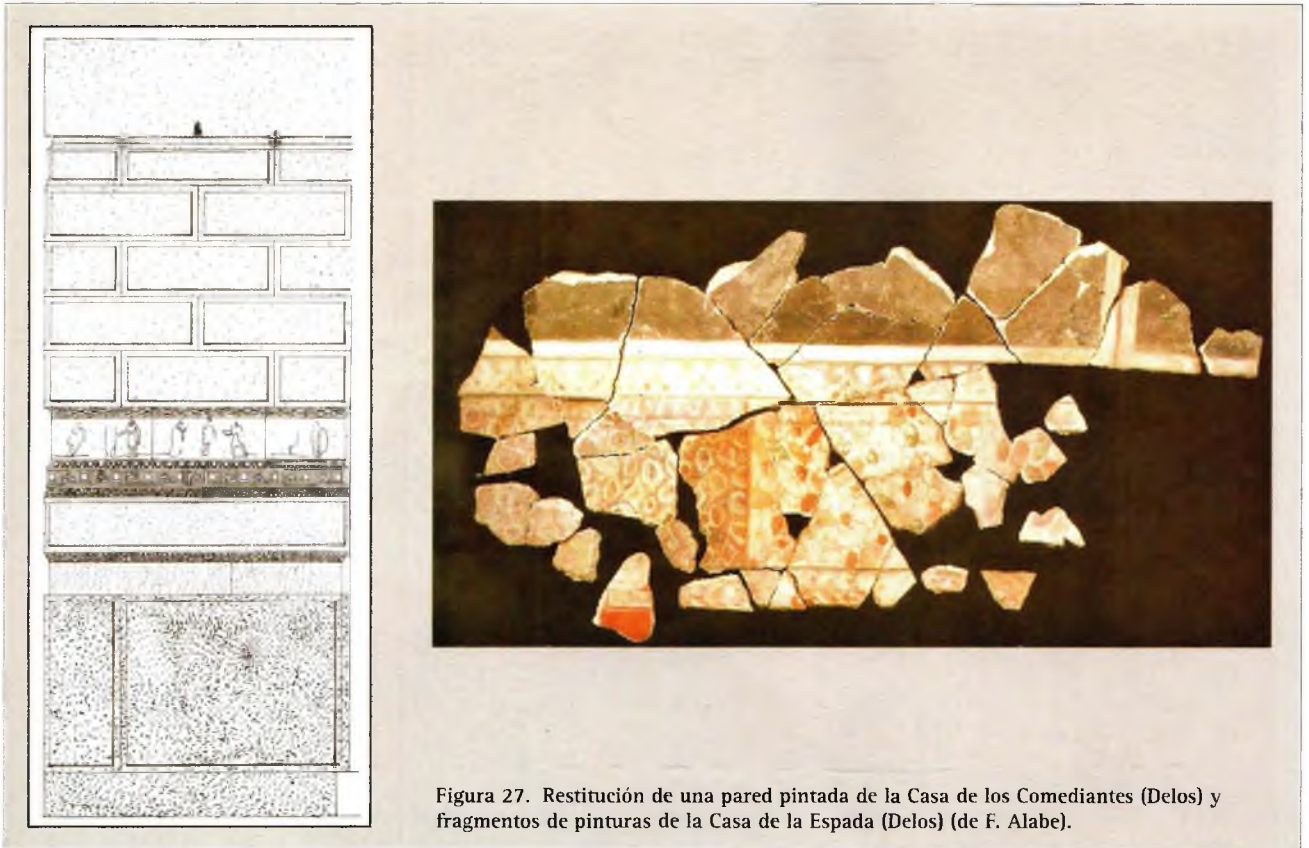 Figura 27. Restitución de una pared pintada de la Casa de los Comediantes (Delos) y
fragmentos de pinturas de la Casa de la Espada (Delos) (de F. Alabe).